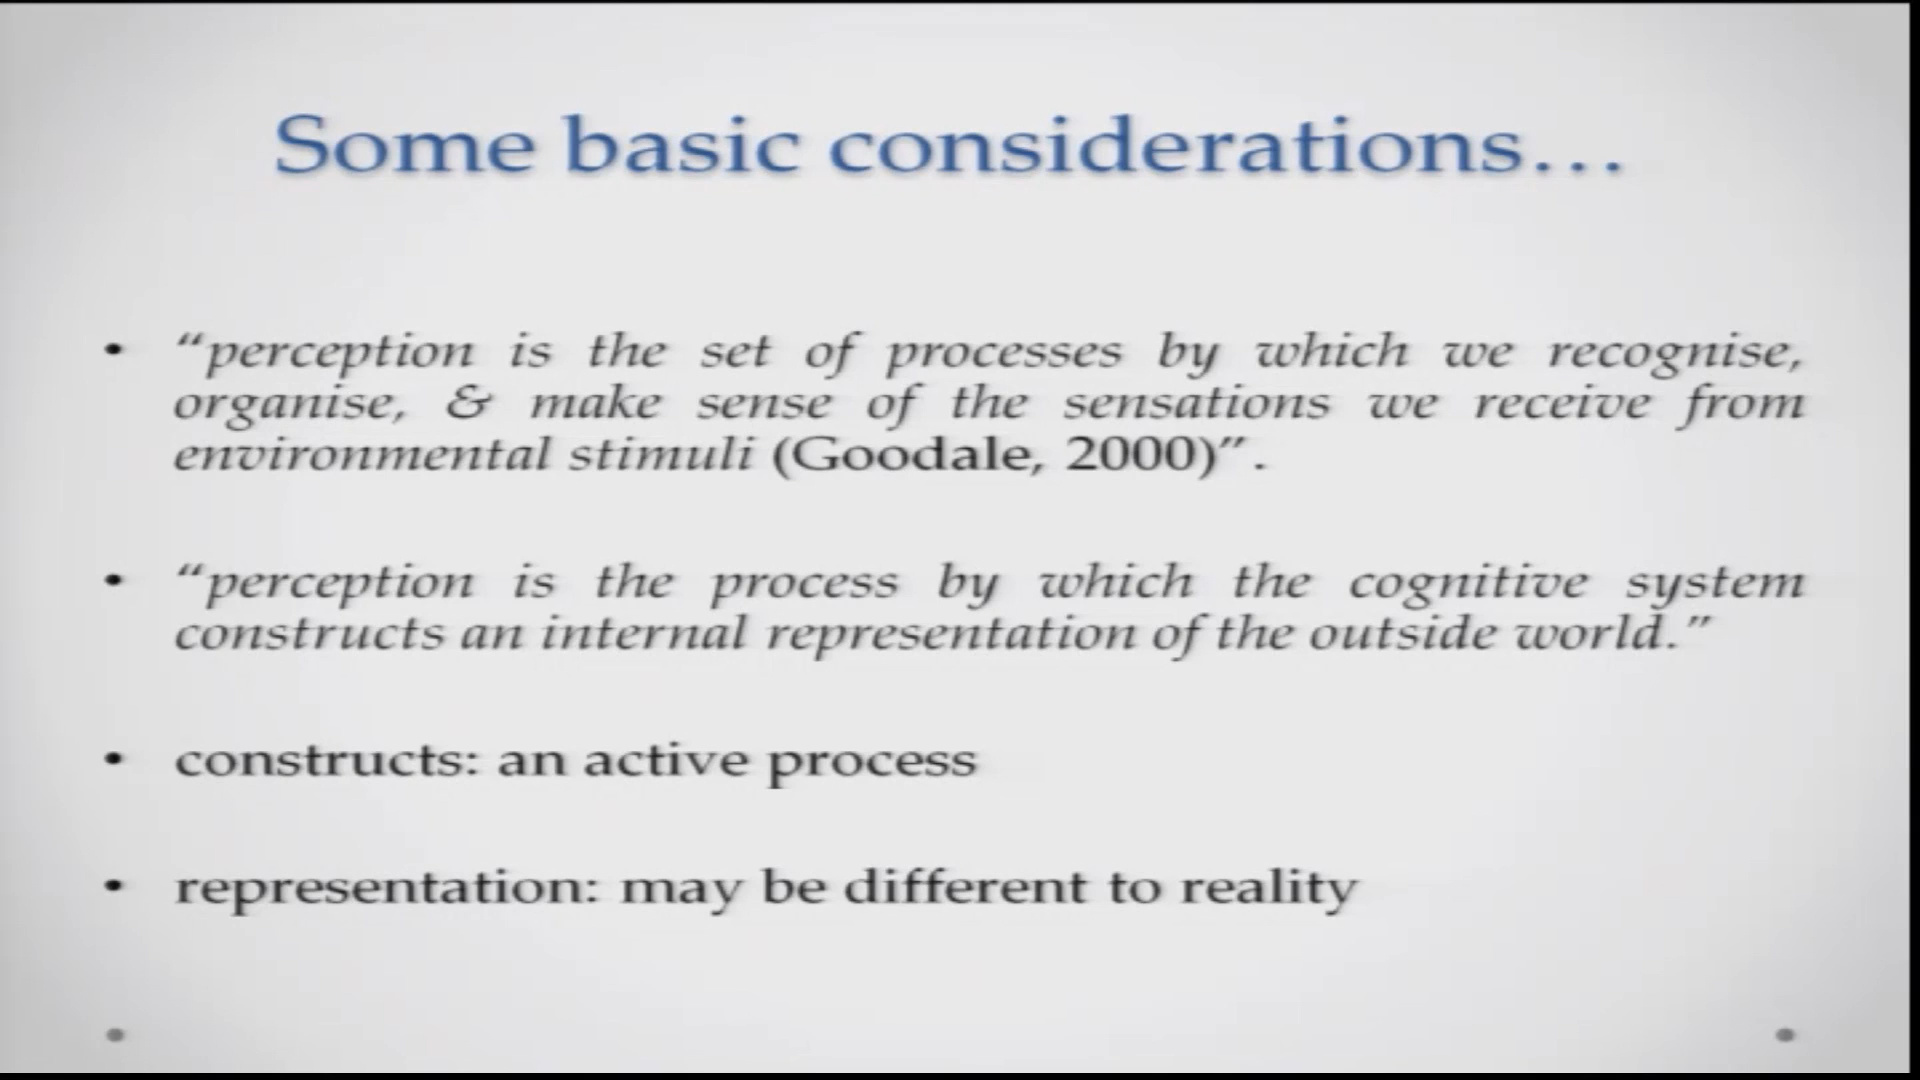 Some basic considerations...
• “perception is the set of processes by which we recognise,
organise, & make sense of the sensations we receive from
environmental stimuli (Goodale, 2000)”.
• “perception is the process by which the cognitive system
constructs an internal representation of the outside world.”
• constructs: an active process
• representation: may be different to reality